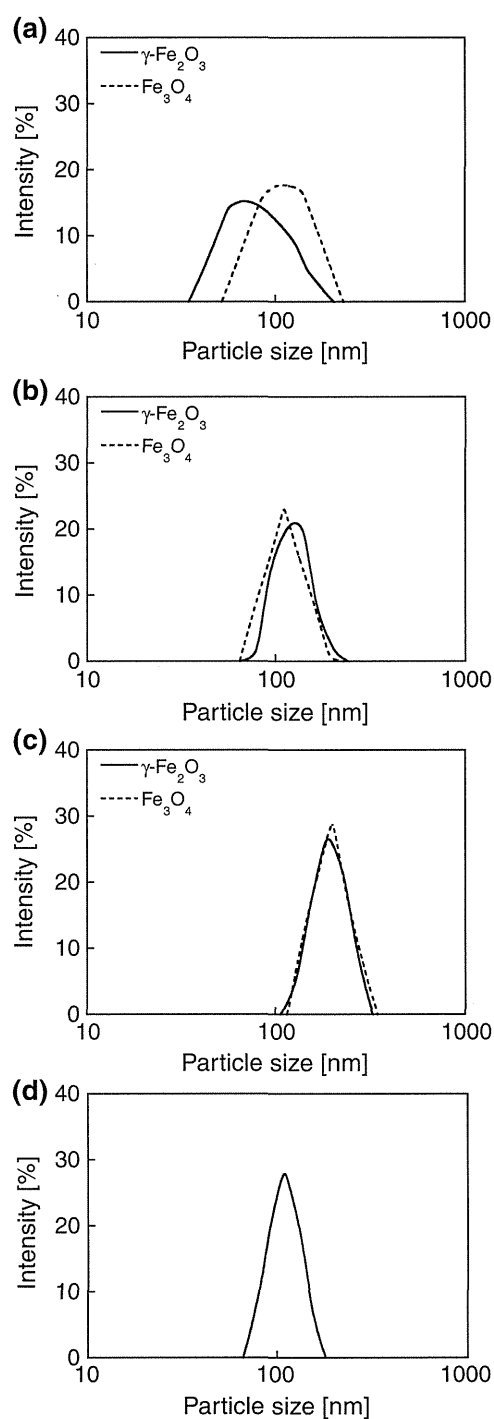 (a)
40
30
20
10
0
Intensity [%]
γ-Fe₂O₃
Fe₃O₄
10 100 1000
Particle size [nm]
(b)
40
30
20
10
0
Intensity [%]
γ-Fe₂O₃
Fe₃O₄
10 100 1000
Particle size [nm]
(c)
40
30
20
10
0
Intensity [%]
γ-Fe₂O₃
Fe₃O₄
10 100 1000
Particle size [nm]
(d)
40
30
20
10
0
Intensity [%]
10 100 1000
Particle size [nm]